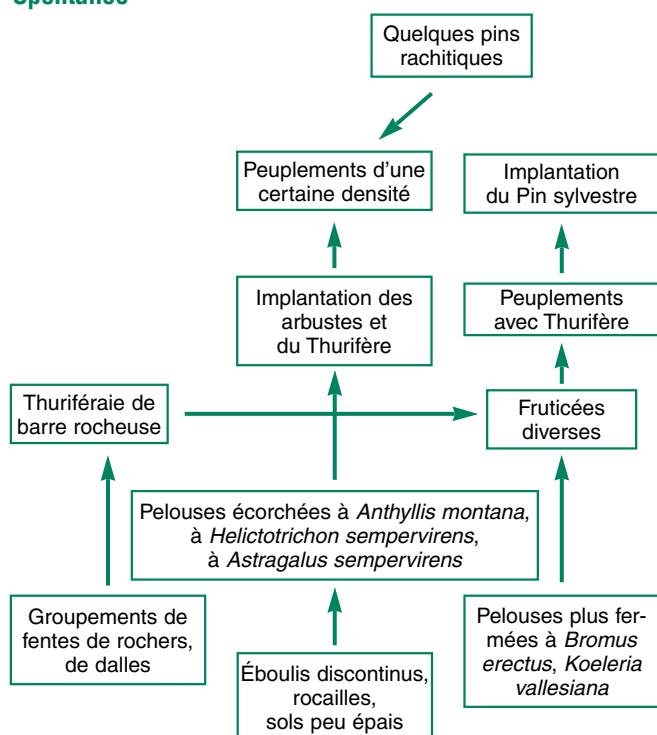 Spontanée
Quelques pins
rachitiques
Peuplements d'une
certaine densité
Implantation
du Pin sylvestre
Implantation des
arbustes et
du Thurifère
Peuplements
avec Thurifère
Thuriféraie de
barre rocheuse
Fruticées
diverses
Pelouses écorchées à Anthyllis montana,
à Helictotrichon sempervirens,
à Astragalus sempervirens
Groupements de
fentes de rochers,
de dalles
Éboulis discontinus,
rocailles,
sols peu épais
Pelouses plus fer-
mées à Bromus
erectus, Koeleria
vallesiana